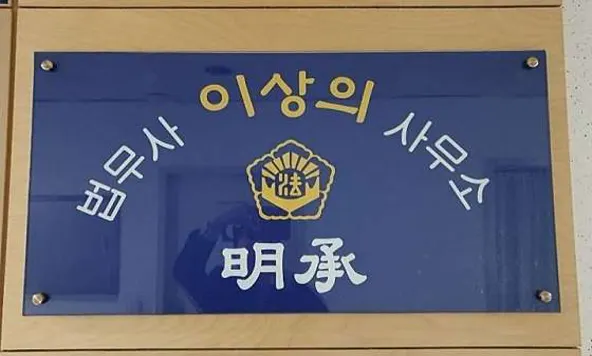 법무사 이상의 사무소
法
明承